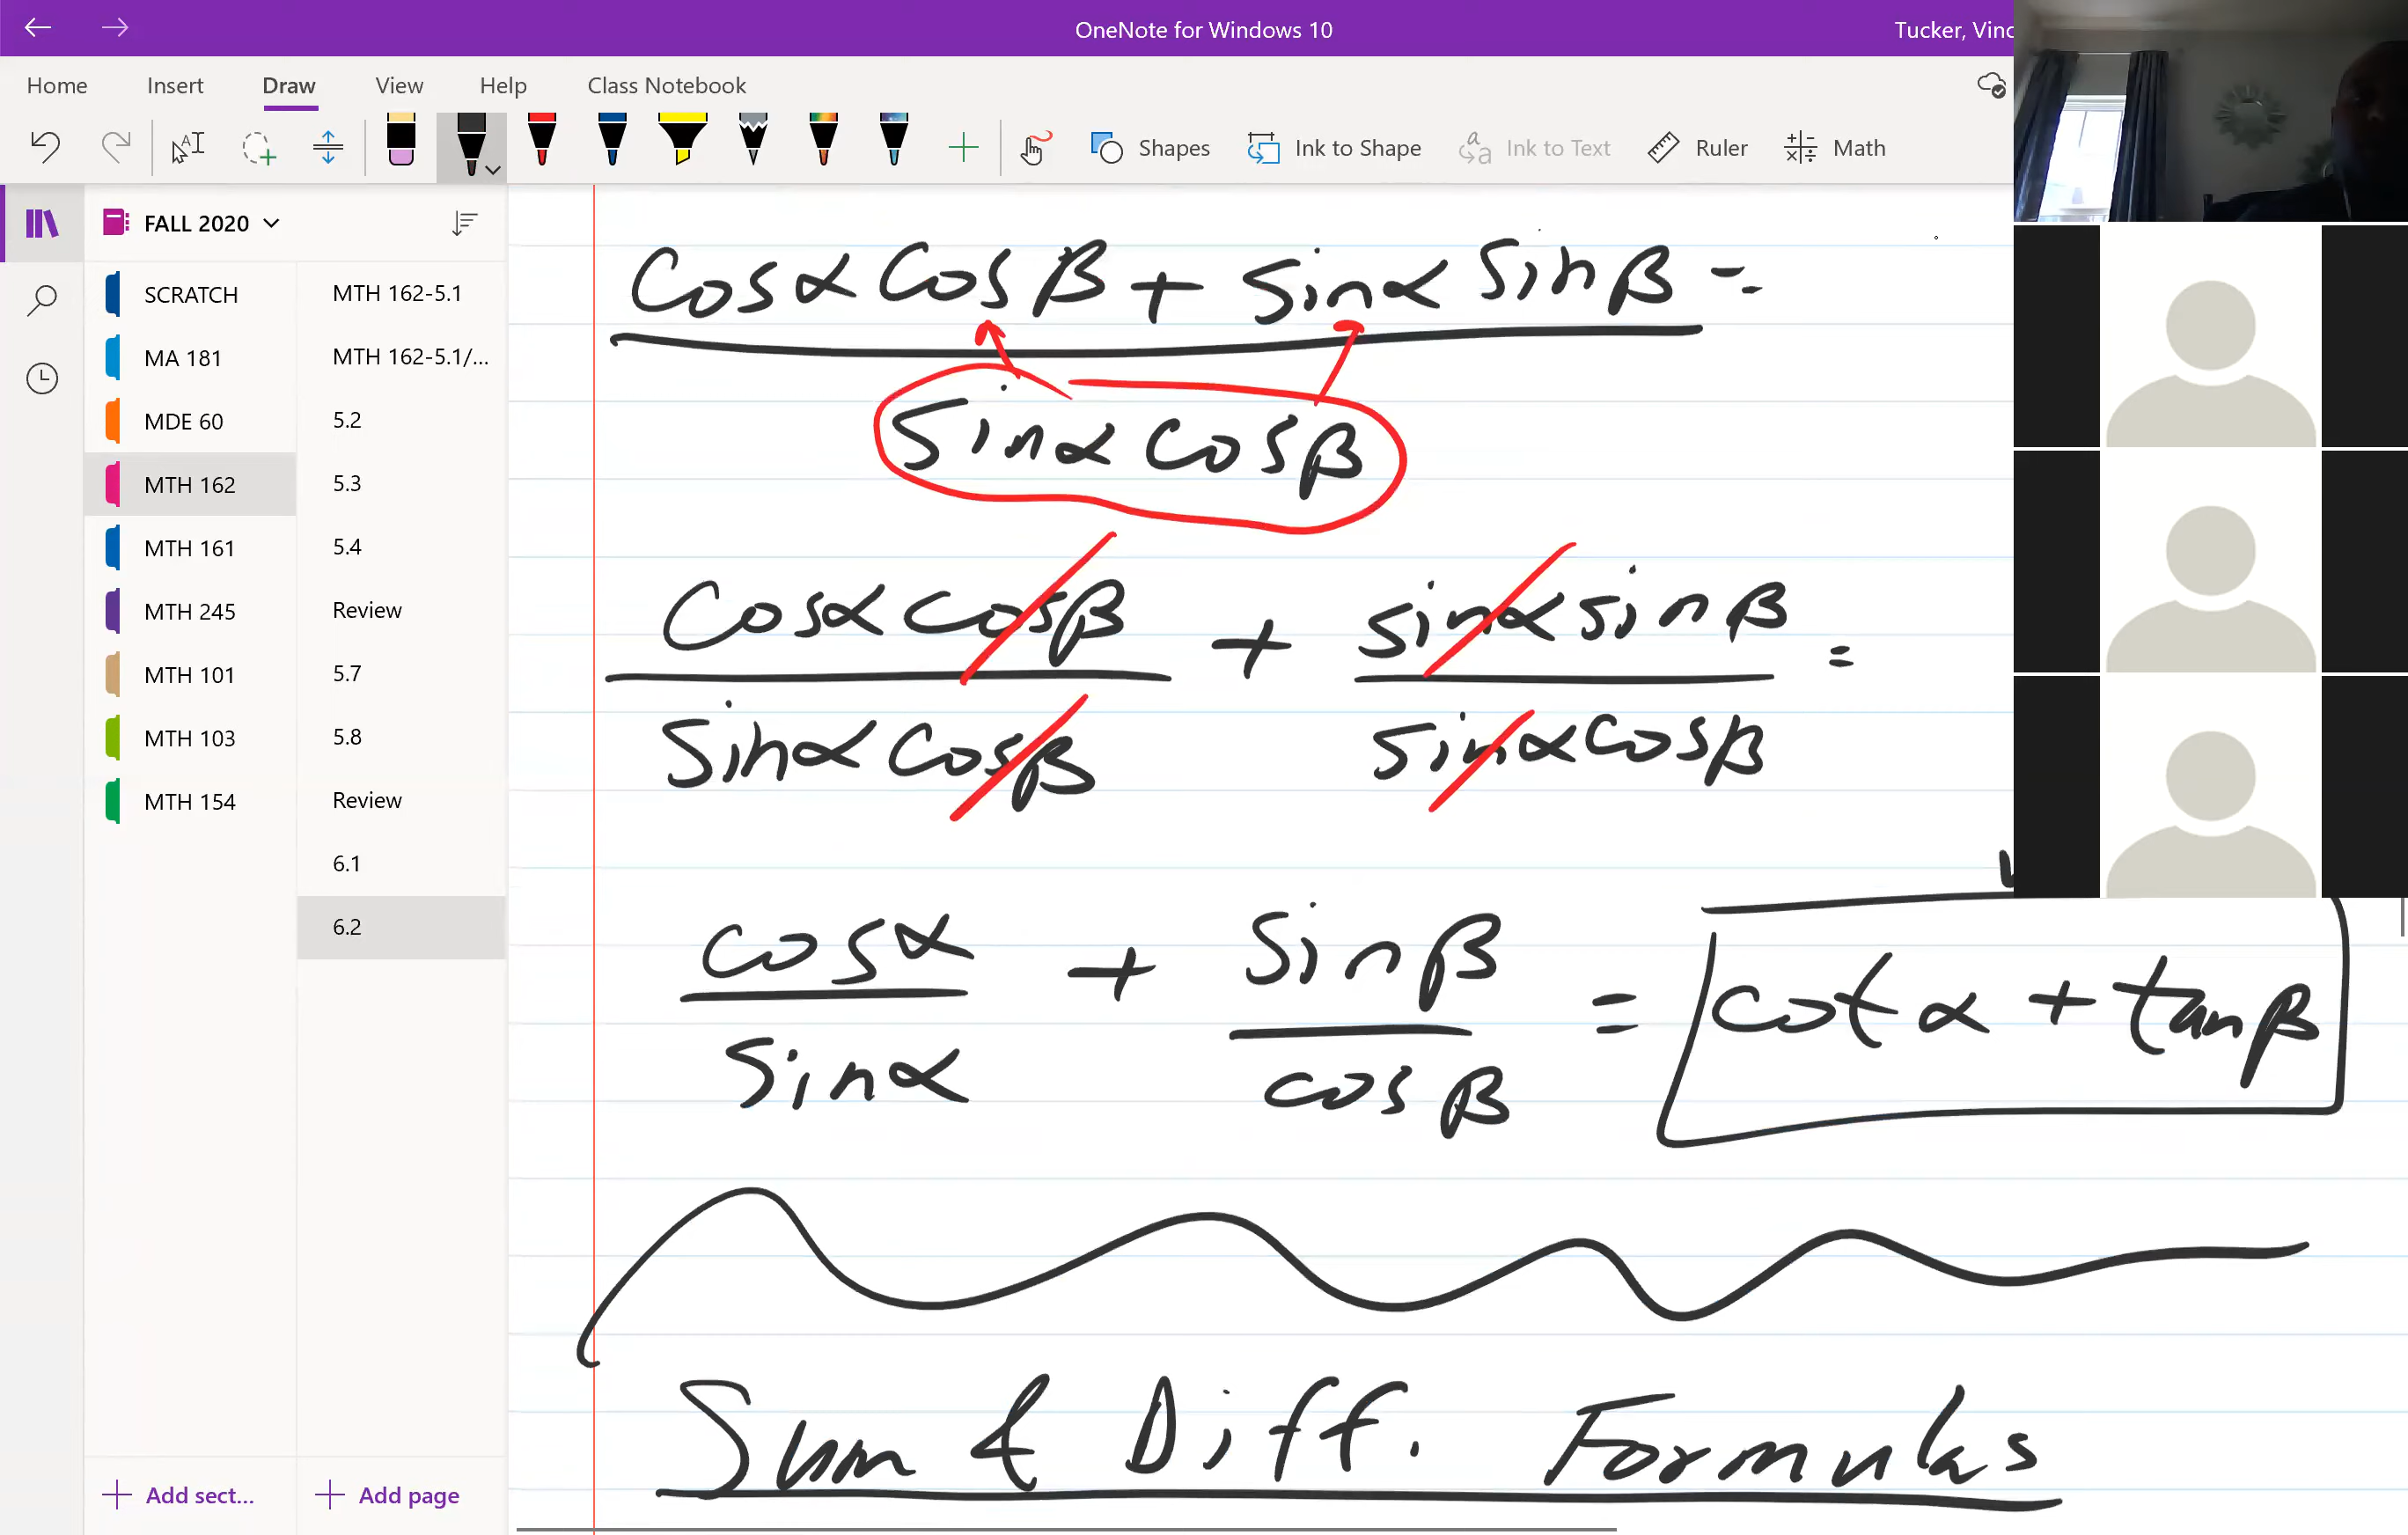 OneNote for Windows 10
Tucker, Vinc
Home Insert Draw View Help Class Notebook
Shapes Ink to Shape Ink to Text Ruler Math
FALL 2020
SCRATCH
MA 181
MDE 60
MTH 162
MTH 161
MTH 245
MTH 101
MTH 103
MTH 154
Add sect...
MTH 162-5.1
MTH 162-5.1/...
5.2
5.3
5.4
Review
5.7
5.8
Review
6.1
6.2
Add page
cosα cosβ + sinα sinβ =
sinα cosβ
cosα cosβ + sinα sinβ =
sinα cosβ sinα cosβ
cosα + sinβ = cotα + tanβ
sinα cosβ
Sum & Diff. Formulas